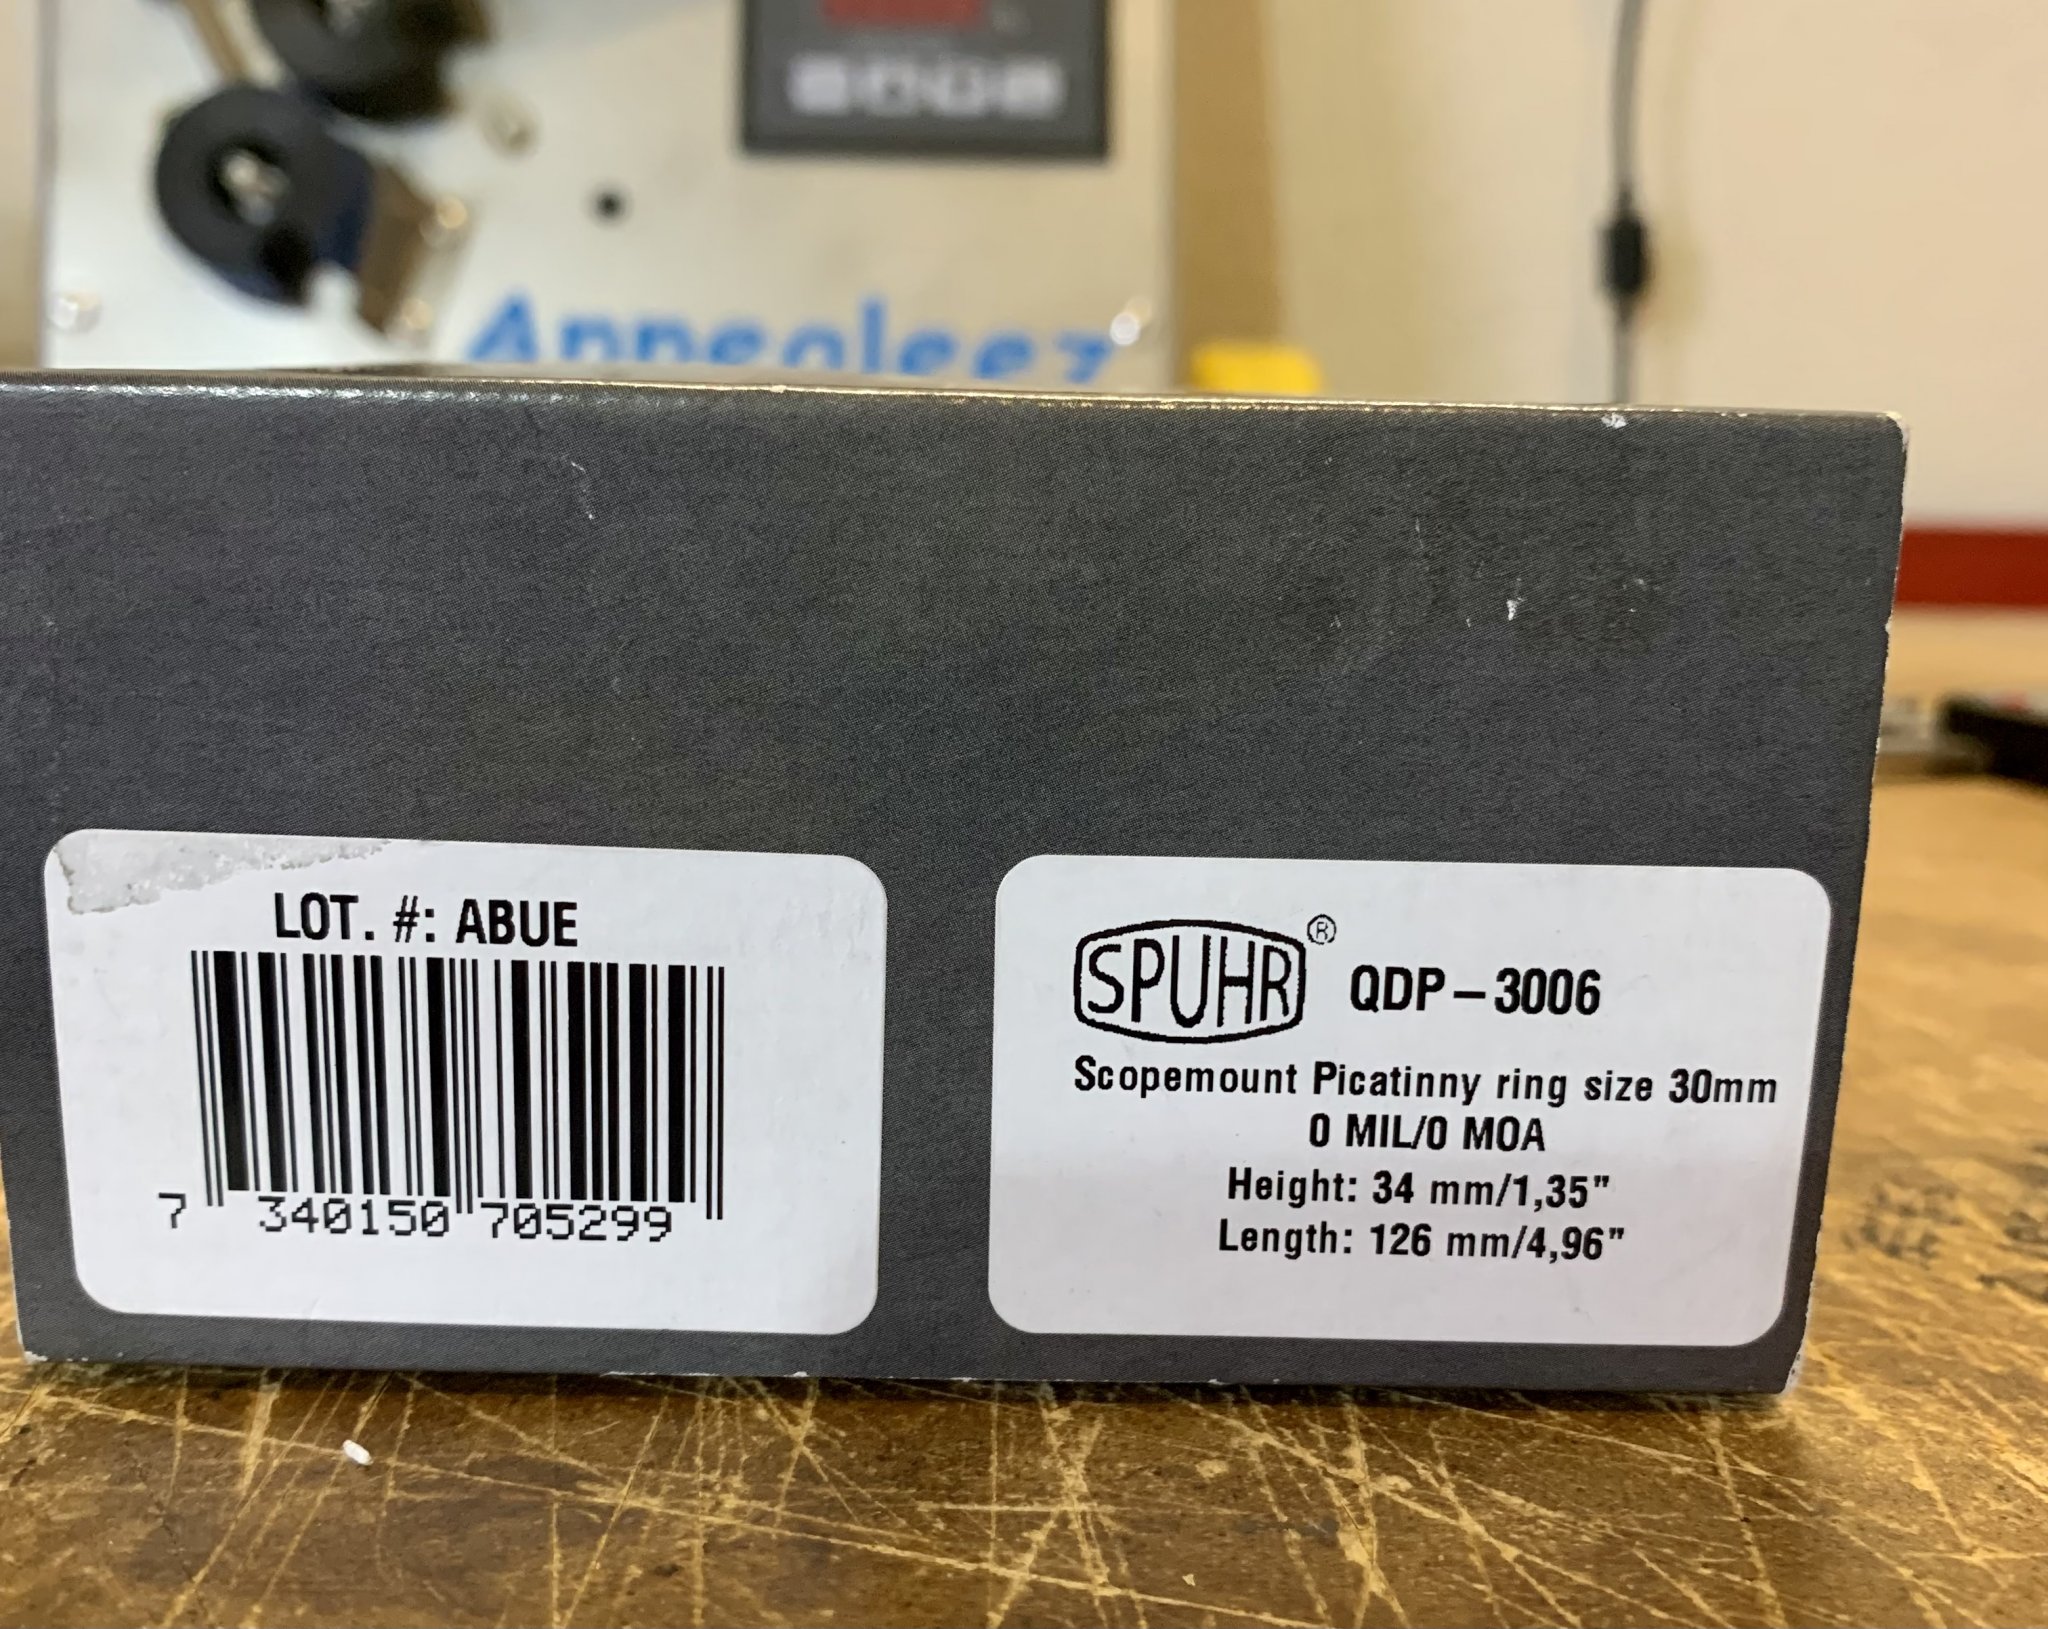 Annealeez
LOT. #: ABUE
7 340150 705299
SPUHR® QDP-3006
Scopemount Picatinny ring size 30mm
0 MIL/0 MOA
Height: 34 mm/1,35"
Length: 126 mm/4,96"